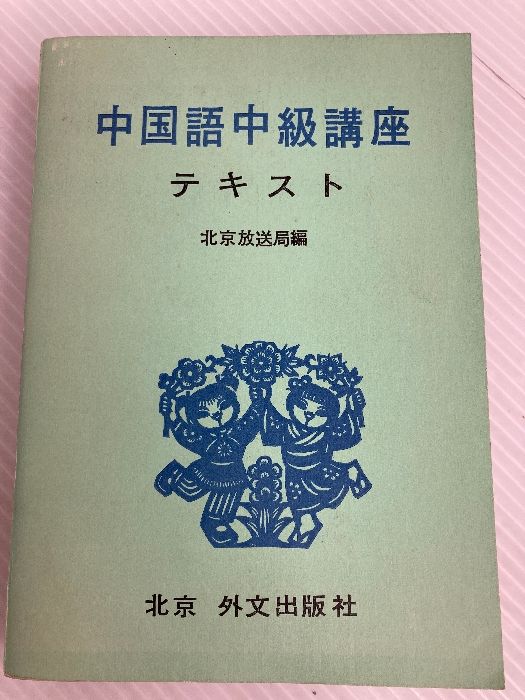 中国語中級講座
テキスト
北京放送局編
北京 外文出版社